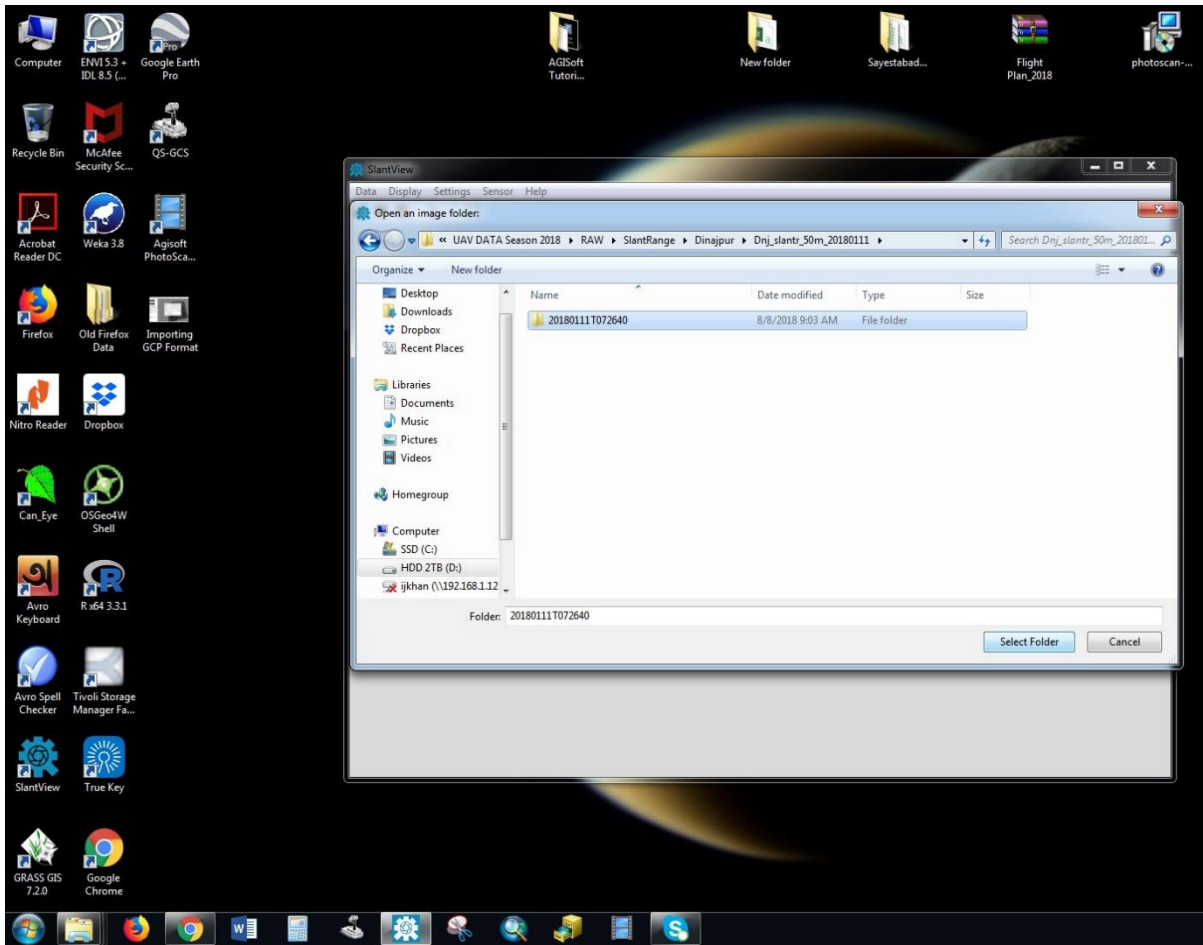 Computer
ENVI 5.3 +
IDL 8.5 (...
Google Earth
Pro
Pro
AGISoft
Tutori...
New folder
Sayestabad...
Flight
Plan_2018
photoscan-...
Recycle Bin
McAfee
Security Sc...
QS-GCS
Acrobat
Reader DC
Weka 3.8
Agisoft
PhotoSca...
Firefox
Old Firefox
Data
Importing
GCP Format
Nitro Reader
Dropbox
Can_Eye
OSGeo4W
Shell
Avro
Keyboard
R x64 3.3.1
Avro Spell
Checker
Tivoli Storage
Manager Fa...
SlantView
True Key
GRASS GIS
7.2.0
Google
Chrome
SlantView
Data Display Settings Sensor Help
Open an image folder:
« UAV DATA Season 2018 RAW SlantRange Dinajpur Dnj_slantr_50m_20180111
Search Dnj_slantr_50m_201801...
Organize New folder
Desktop
Downloads
Dropbox
Recent Places
Libraries
Documents
Music
Pictures
Videos
Homegroup
Computer
SSD (C:)
HDD 2TB (D:)
ijkhan (\\192.168.1.12
Name Date modified Type Size
20180111T072640 8/8/2018 9:03 AM File folder
Folder: 20180111T072640
Select Folder Cancel